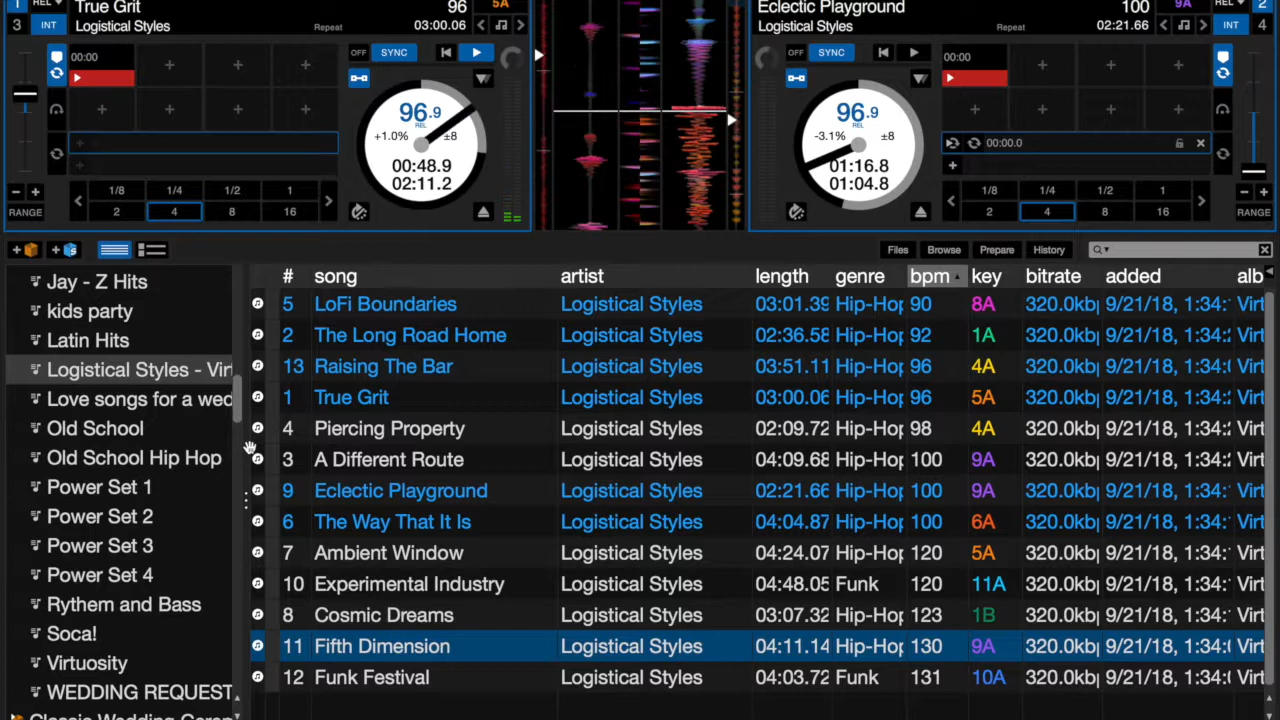 1 REL True Grit 96 5A
3 INT Logistical Styles Repeat 03:00.06
00:00
OFF SYNC
96.9
REL
+1.0% ±8
00:48.9
02:11.2
1/8 1/4 1/2 1
2 4 8 16
RANGE
Eclectic Playground 100 9A REL 2
Logistical Styles Repeat 02:21.66 INT 4
00:00
OFF SYNC
96.9
REL
-3.1% ±8
01:16.8
01:04.8
00:00.0
1/8 1/4 1/2 1
2 4 8 16
RANGE
Files Browse Prepare History
Jay - Z Hits
kids party
Latin Hits
Logistical Styles - Vir
Love songs for a wed
Old School
Old School Hip Hop
Power Set 1
Power Set 2
Power Set 3
Power Set 4
Rythem and Bass
Soca!
Virtuosity
WEDDING REQUEST
# song artist length genre bpm key bitrate added alb
5 LoFi Boundaries Logistical Styles 03:01.39 Hip-Hop 90 8A 320.0kbp 9/21/18, 1:34: Virt
2 The Long Road Home Logistical Styles 02:36.58 Hip-Hop 92 1A 320.0kbp 9/21/18, 1:34: Virt
13 Raising The Bar Logistical Styles 03:51.11 Hip-Hop 96 4A 320.0kbp 9/21/18, 1:34: Virt
1 True Grit Logistical Styles 03:00.06 Hip-Hop 96 5A 320.0kbp 9/21/18, 1:34: Virt
4 Piercing Property Logistical Styles 02:09.72 Hip-Hop 98 4A 320.0kbp 9/21/18, 1:34: Virt
3 A Different Route Logistical Styles 04:09.68 Hip-Hop 100 9A 320.0kbp 9/21/18, 1:34: Virt
9 Eclectic Playground Logistical Styles 02:21.66 Hip-Hop 100 9A 320.0kbp 9/21/18, 1:34: Virt
6 The Way That It Is Logistical Styles 04:04.87 Hip-Hop 100 6A 320.0kbp 9/21/18, 1:34: Virt
7 Ambient Window Logistical Styles 04:24.07 Hip-Hop 120 5A 320.0kbp 9/21/18, 1:34: Virt
10 Experimental Industry Logistical Styles 04:48.05 Funk 120 11A 320.0kbp 9/21/18, 1:34: Virt
8 Cosmic Dreams Logistical Styles 03:07.32 Hip-Hop 123 1B 320.0kbp 9/21/18, 1:34: Virt
11 Fifth Dimension Logistical Styles 04:11.14 Hip-Hop 130 9A 320.0kbp 9/21/18, 1:34: Virt
12 Funk Festival Logistical Styles 04:03.72 Funk 131 10A 320.0kbp 9/21/18, 1:34: Virt